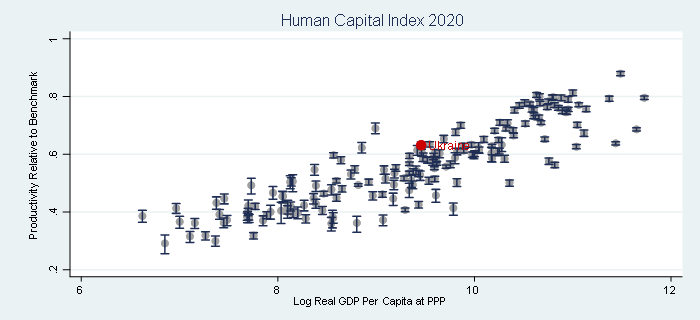 Human Capital Index 2020
Productivity Relative to Benchmark
1
.8
.6
.4
.2
Ukraine
6
8
10
12
Log Real GDP Per Capita at PPP